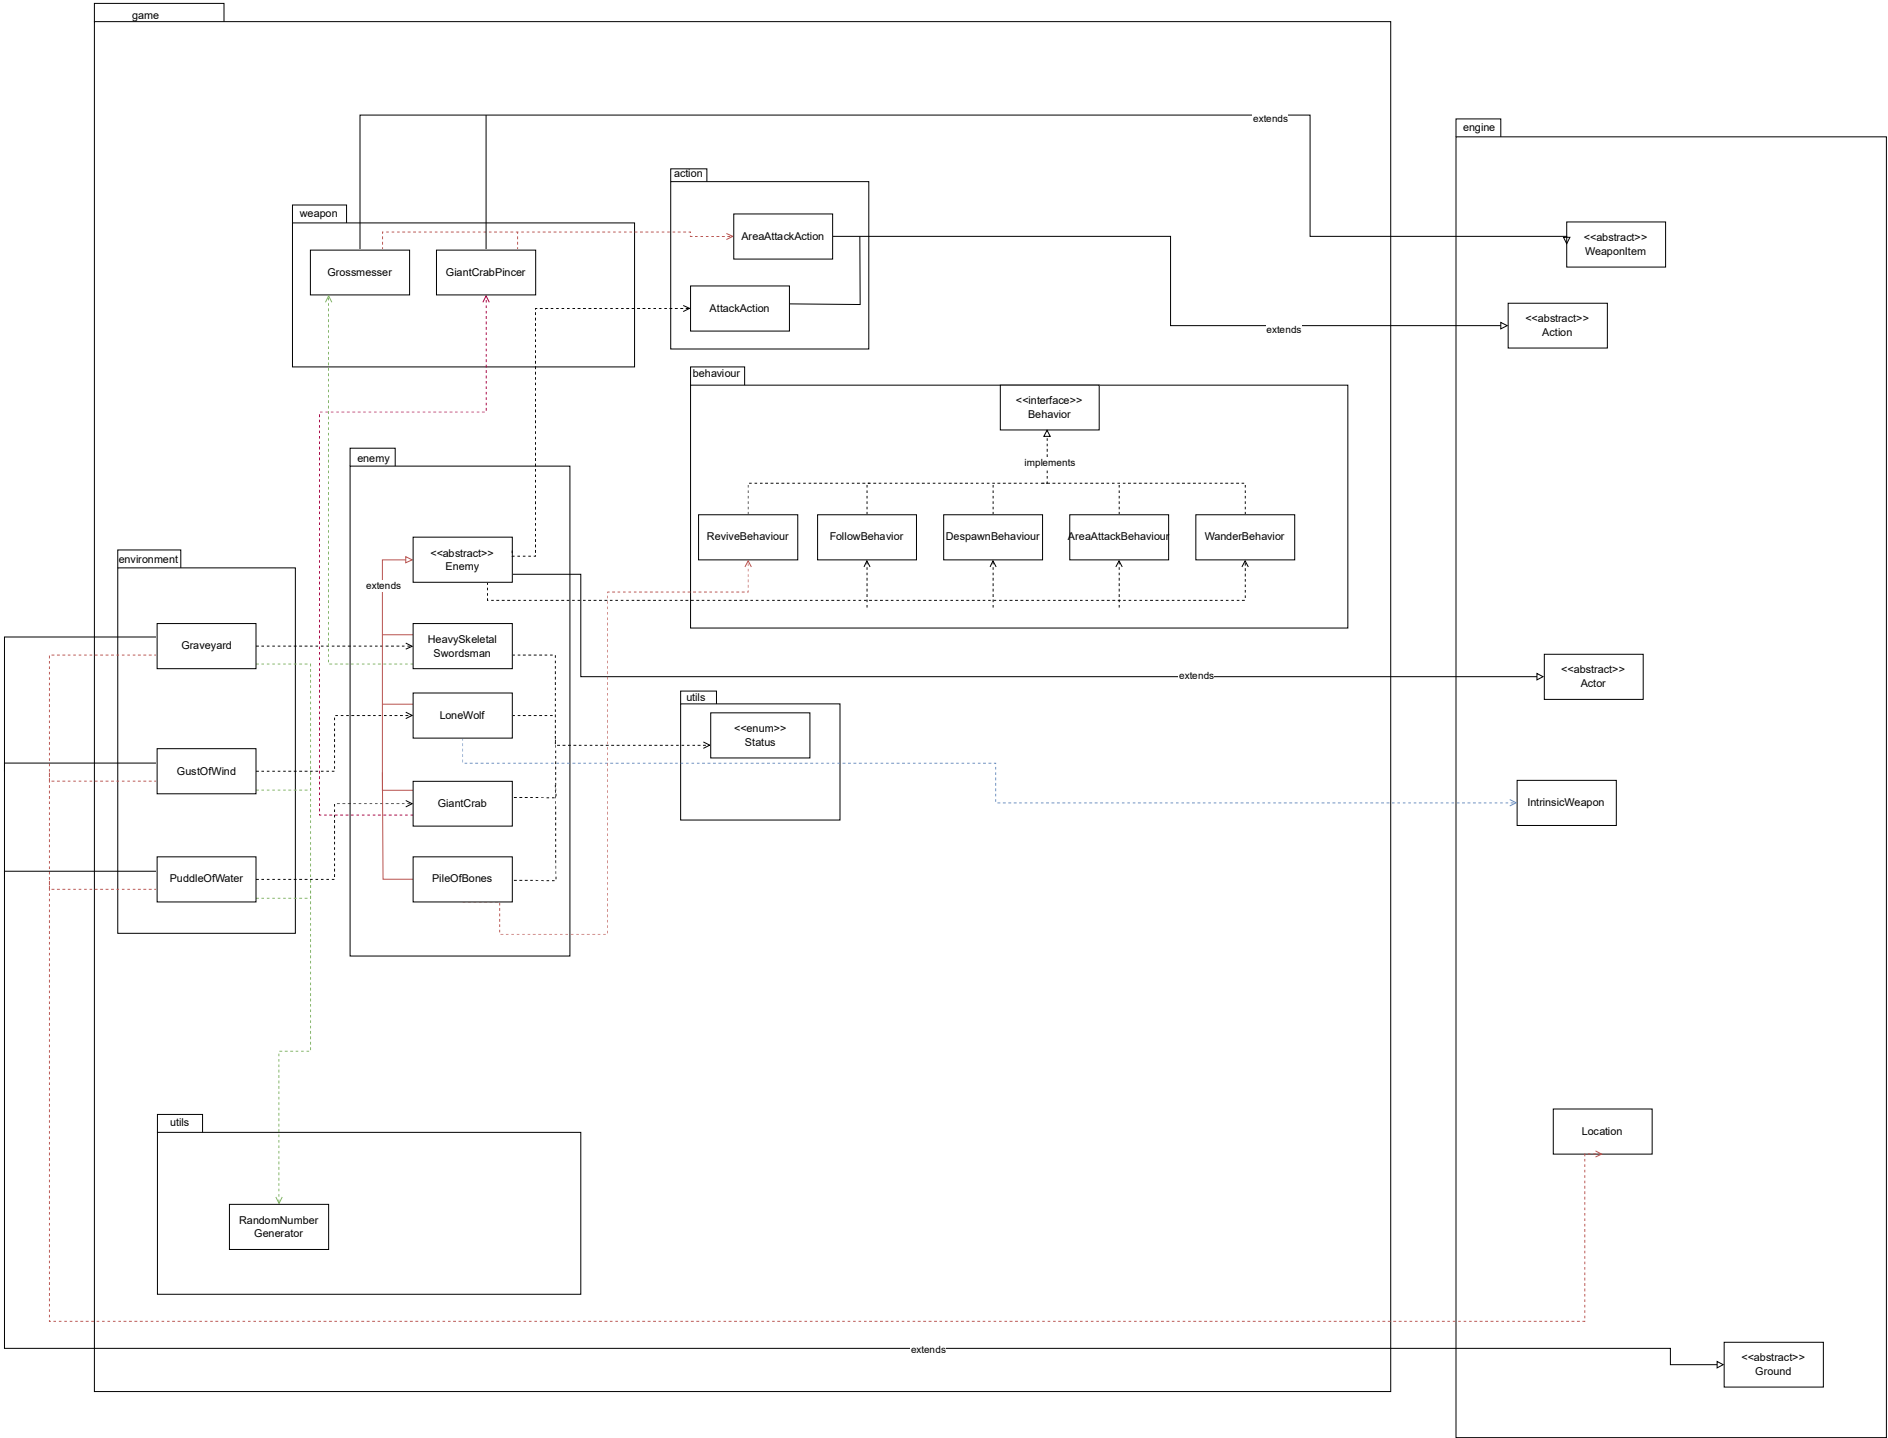 game
extends
engine
action
weapon
AreaAttackAction
<<abstract>>
WeaponItem
Grossmesser
GiantCrabPincer
AttackAction
<<abstract>>
Action
extends
behaviour
<<interface>>
Behavior
enemy
implements
ReviveBehaviour
FollowBehavior
DespawnBehaviour
AreaAttackBehaviour
WanderBehavior
environment
<<abstract>>
Enemy
extends
Graveyard
HeavySkeletal
Swordsman
extends
<<abstract>>
Actor
utils
LoneWolf
<<enum>>
Status
GustOfWind
GiantCrab
IntrinsicWeapon
PuddleOfWater
PileOfBones
utils
Location
RandomNumber
Generator
extends
<<abstract>>
Ground